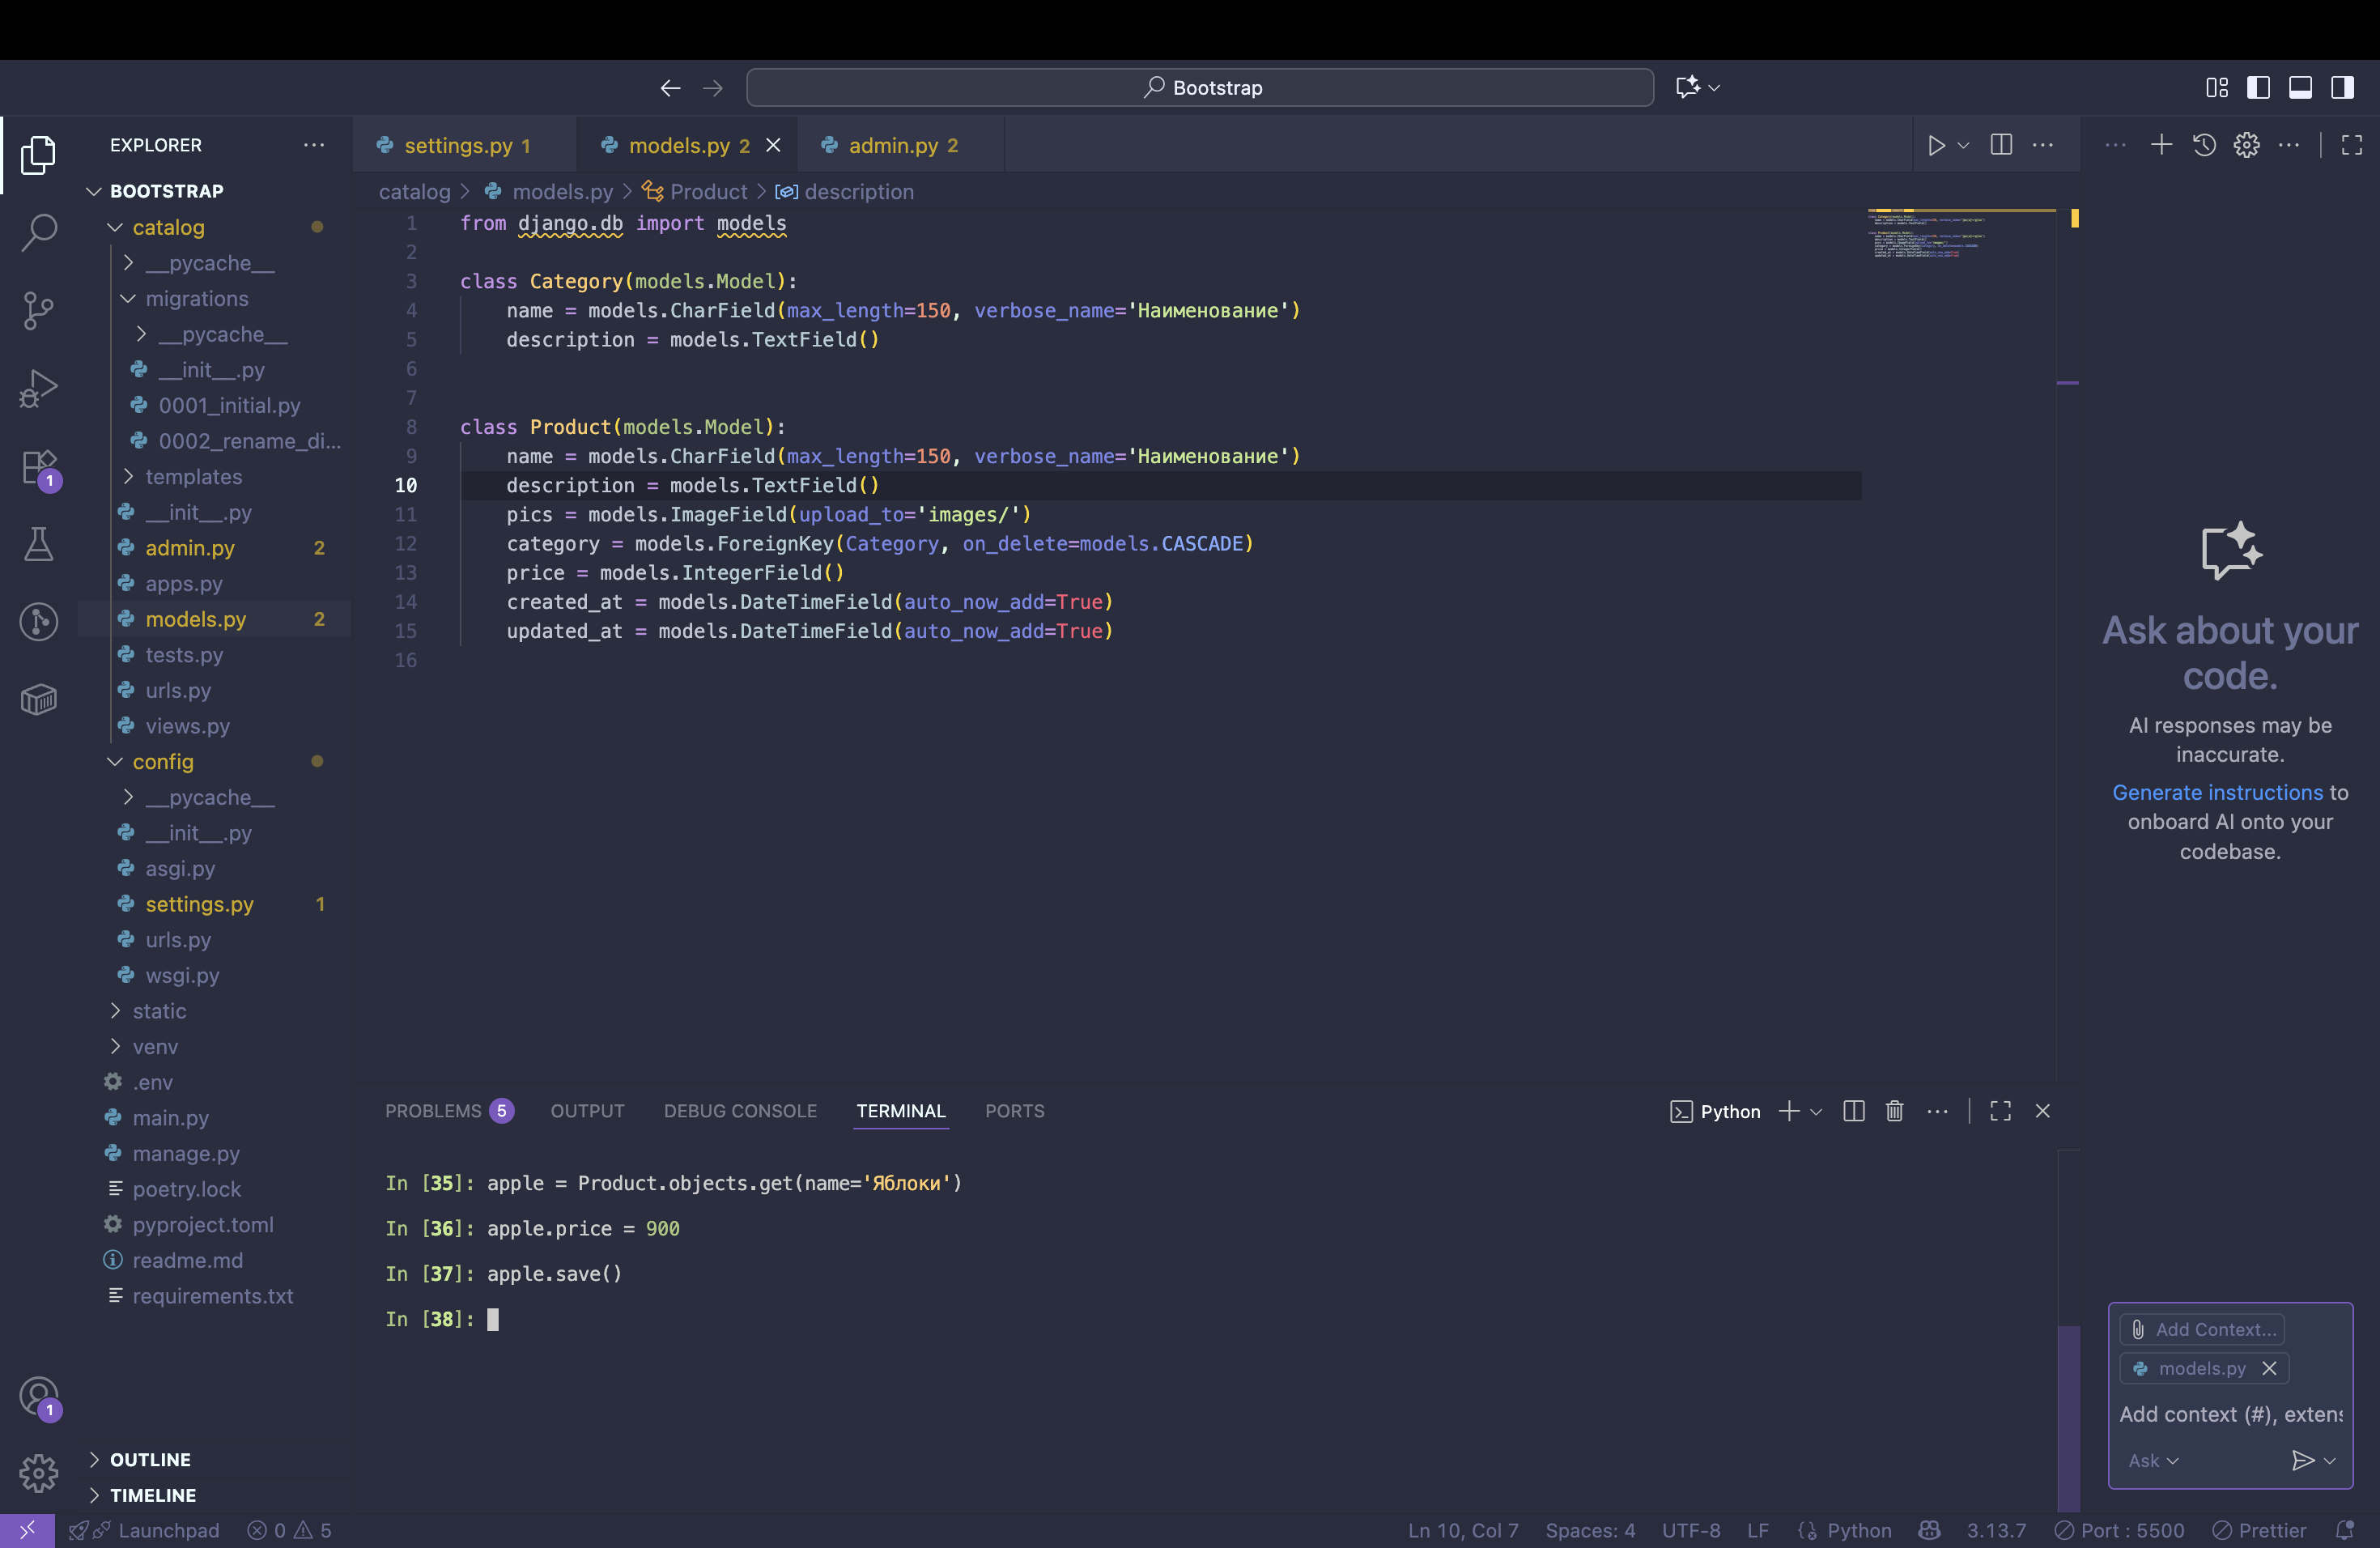 Bootstrap
EXPLORER
BOOTSTRAP
catalog
__pycache__
migrations
__pycache__
__init__.py
0001_initial.py
0002_rename_di...
templates
__init__.py
admin.py 2
apps.py
models.py 2
tests.py
urls.py
views.py
config
__pycache__
__init__.py
asgi.py
settings.py 1
urls.py
wsgi.py
static
venv
.env
main.py
manage.py
poetry.lock
pyproject.toml
readme.md
requirements.txt
OUTLINE
TIMELINE
1
1
settings.py 1
models.py 2
admin.py 2
catalog > models.py > Product > description
1 from django.db import models
2
3 class Category(models.Model):
4 name = models.CharField(max_length=150, verbose_name='Наименование')
5 description = models.TextField()
6
7
8 class Product(models.Model):
9 name = models.CharField(max_length=150, verbose_name='Наименование')
10 description = models.TextField()
11 pics = models.ImageField(upload_to='images/')
12 category = models.ForeignKey(Category, on_delete=models.CASCADE)
13 price = models.IntegerField()
14 created_at = models.DateTimeField(auto_now_add=True)
15 updated_at = models.DateTimeField(auto_now_add=True)
16
PROBLEMS 5 OUTPUT DEBUG CONSOLE TERMINAL PORTS
Python
In [35]: apple = Product.objects.get(name='Яблоки')
In [36]: apple.price = 900
In [37]: apple.save()
In [38]:
Ask about your
code.
AI responses may be
inaccurate.
Generate instructions to
onboard AI onto your
codebase.
Add Context...
models.py
Add context (#), extens
Ask
Launchpad 0 5 Ln 10, Col 7 Spaces: 4 UTF-8 LF Python 3.13.7 Port : 5500 Prettier